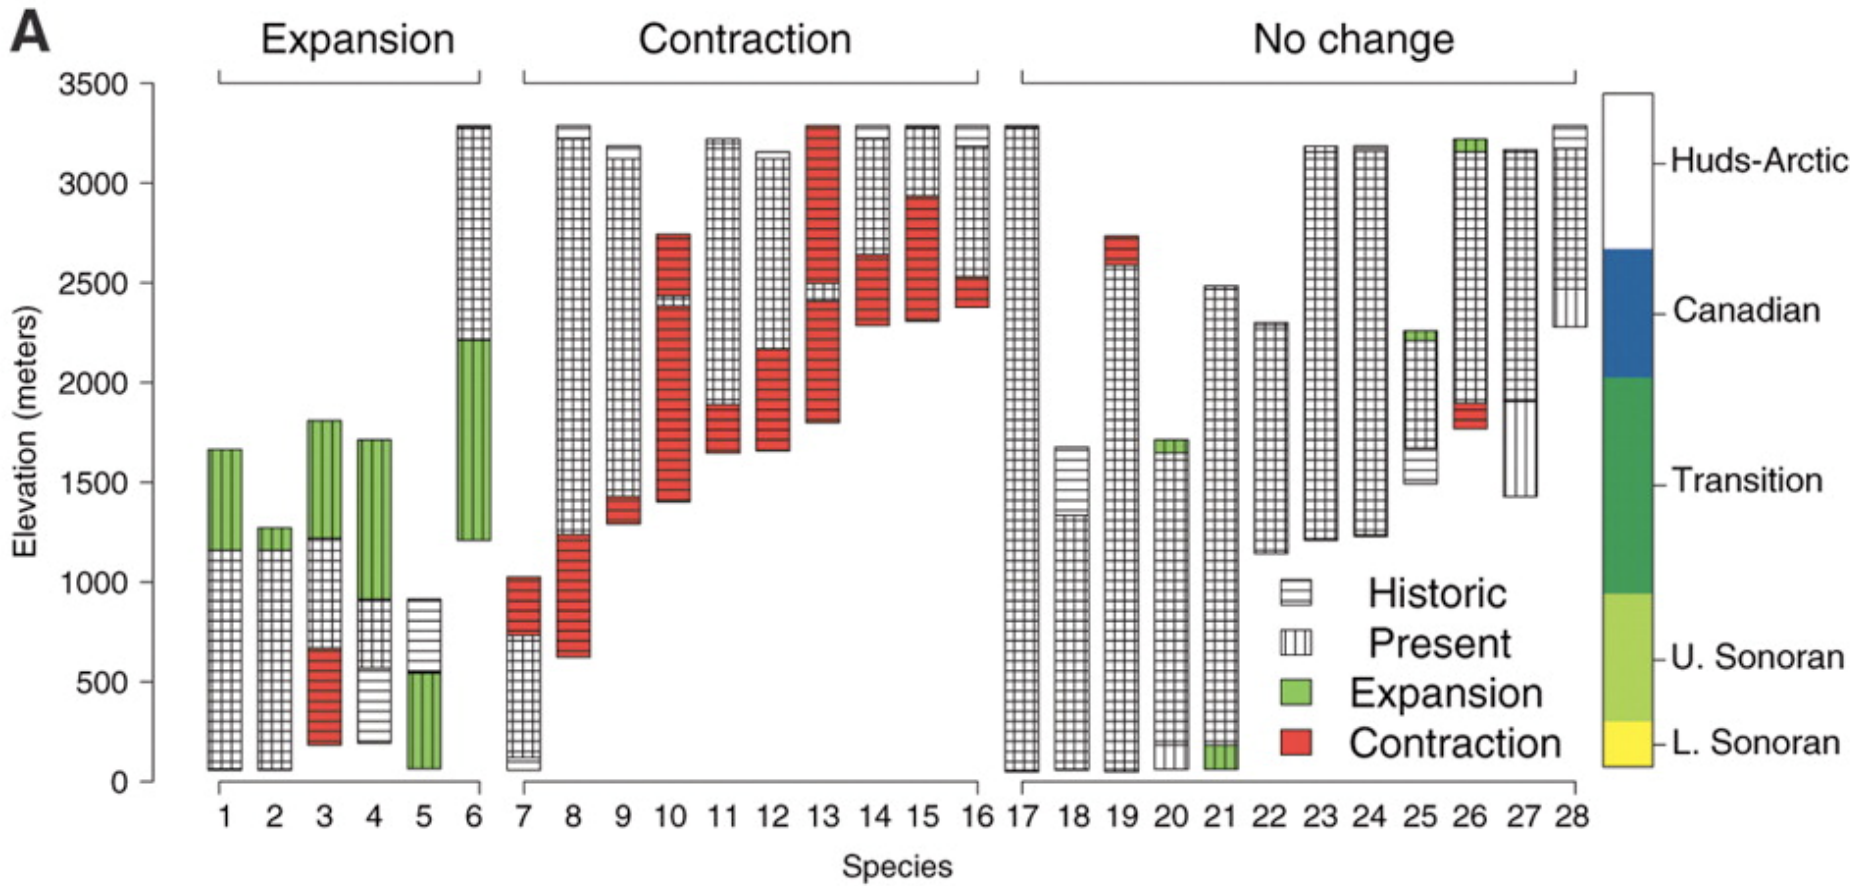 A
Expansion Contraction No change
3500
3000
2500
2000
1500
1000
500
0
Elevation (meters)
Huds-Arctic
Canadian
Transition
U. Sonoran
L. Sonoran
Historic
Present
Expansion
Contraction
1 2 3 4 5 6 7 8 9 10 11 12 13 14 15 16 17 18 19 20 21 22 23 24 25 26 27 28
Species